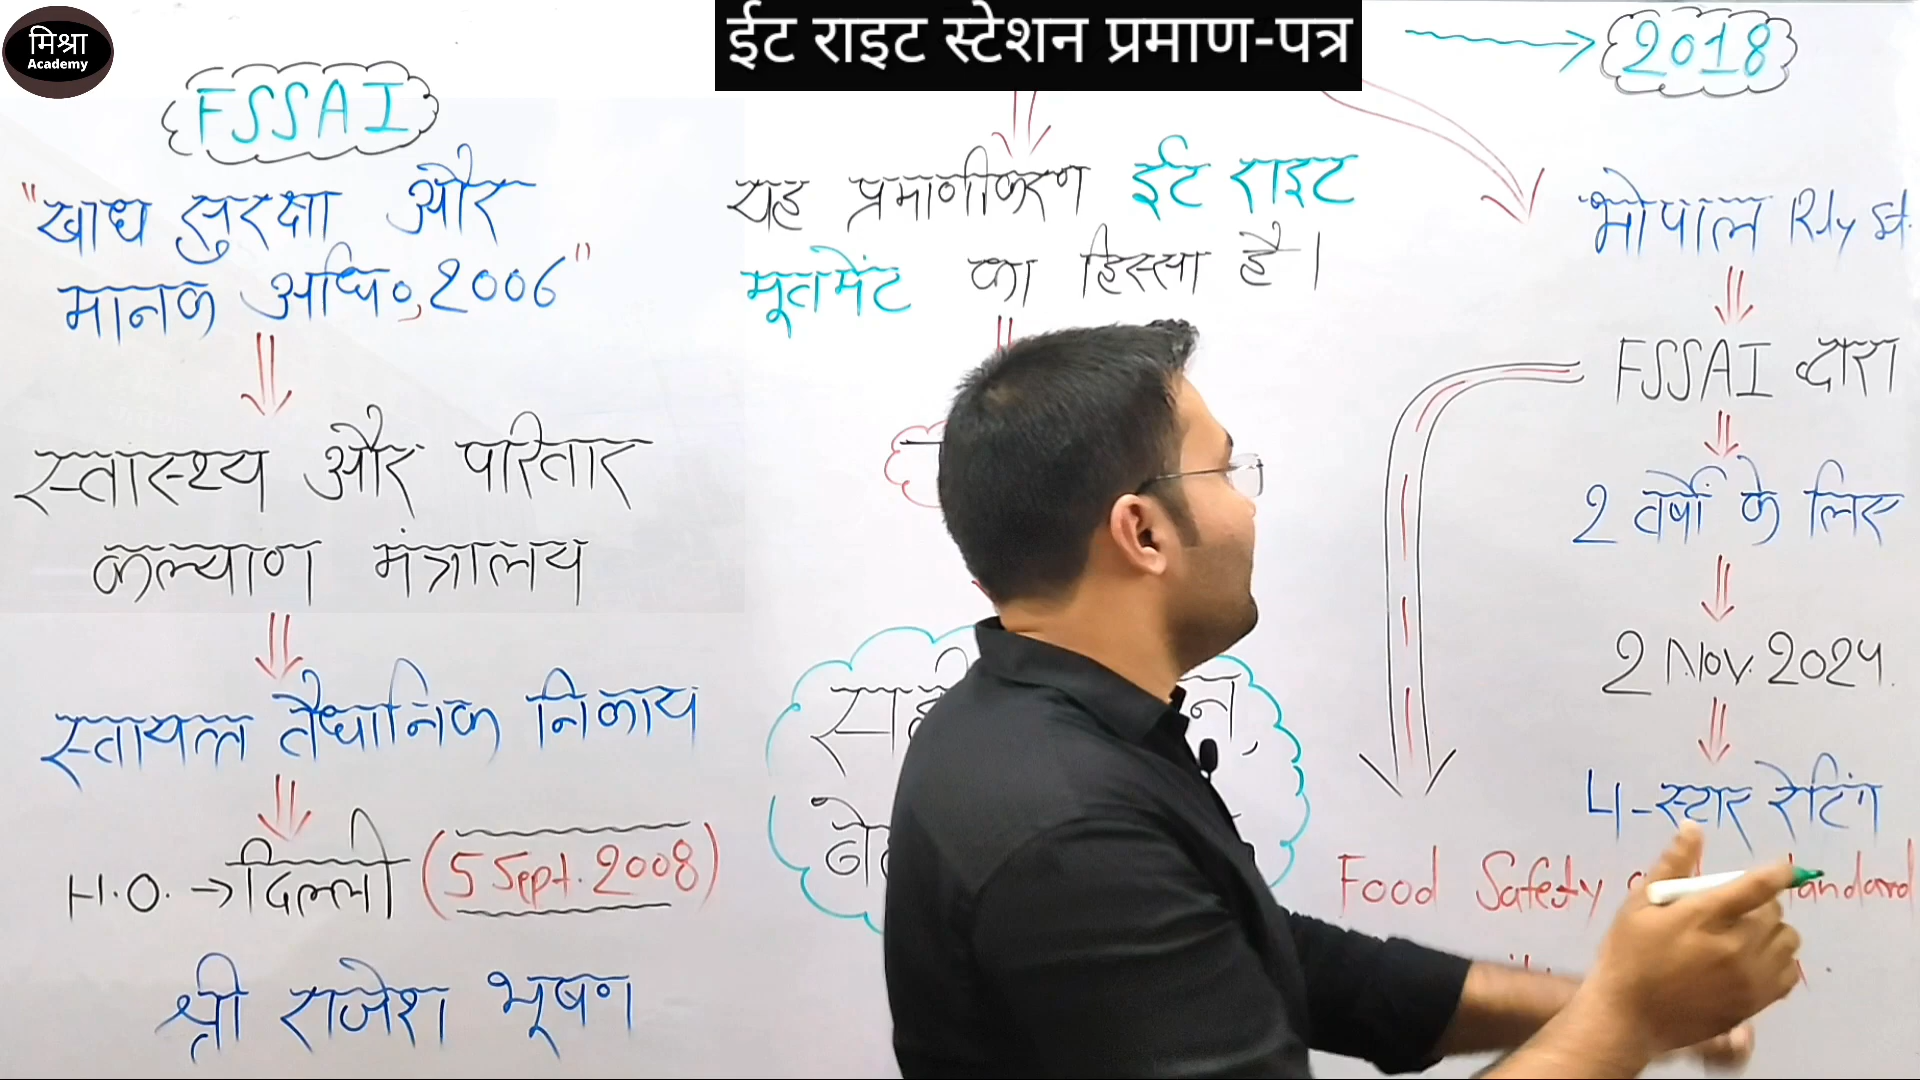 मिश्रा
Academy
ईट राइट स्टेशन प्रमाण-पत्र
2018
FSSAI
"खाद्य सुरक्षा और
मानक अधि०, 2006"
स्वास्थ्य और परिवार
कल्याण मंत्रालय
स्वायत्त वैधानिक निकाय
H.O. → दिल्ली (5 Sept. 2008)
श्री राजेश भूषण
यह प्रमाणीकरण ईट राइट
मूवमेंट का हिस्सा है।
भोपाल Rly st.
FSSAI द्वारा
2 वर्षों के लिए
2 Nov. 2024
4-स्टार रेटिंग
Food Safety